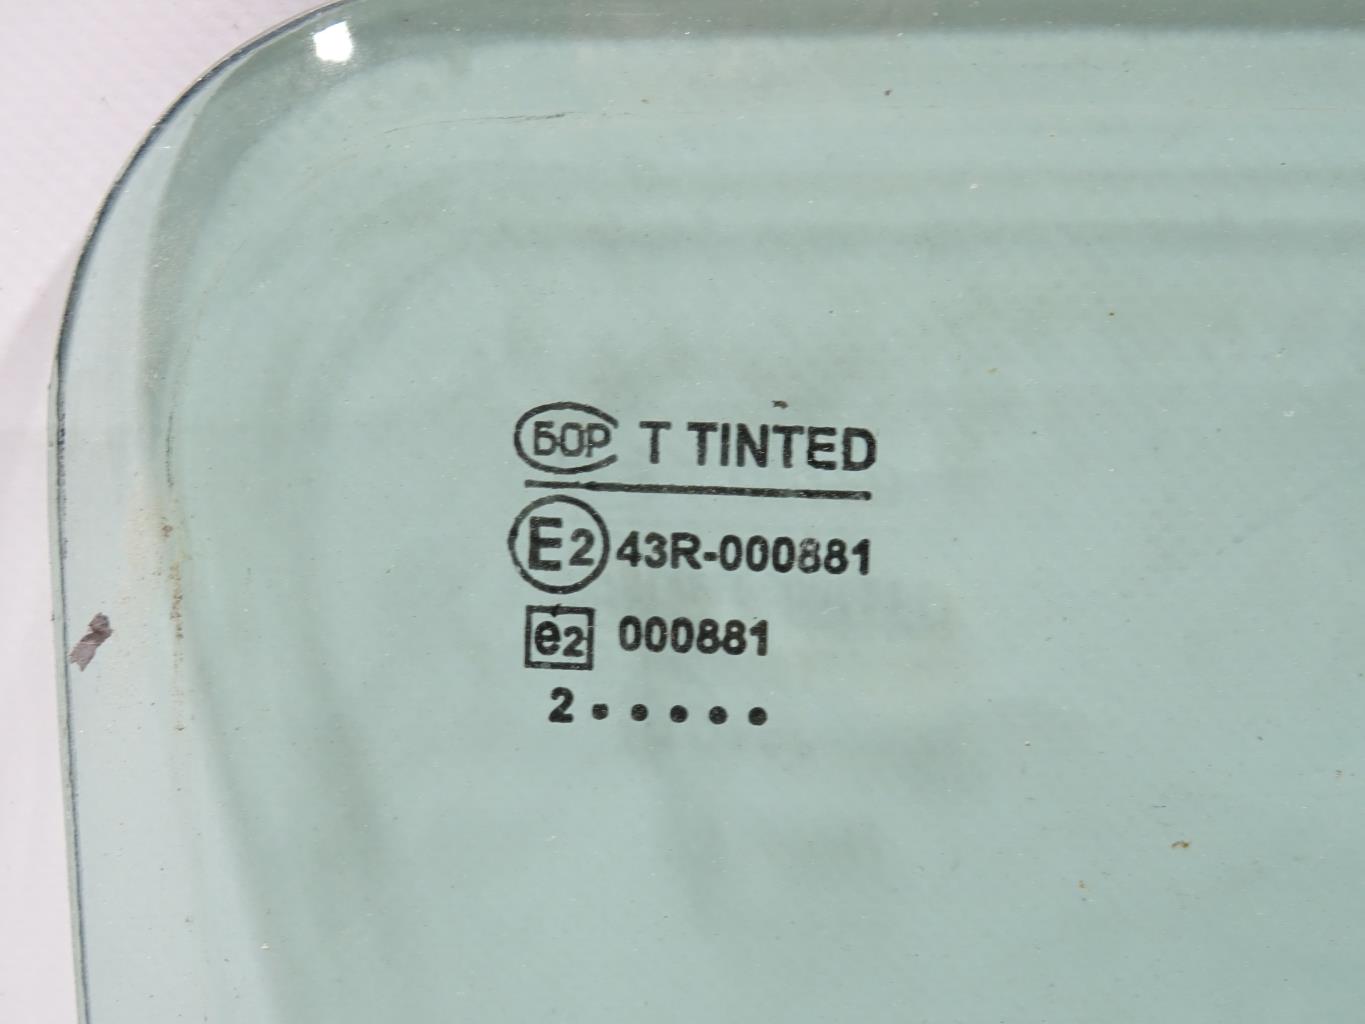 БОР T TINTED
E2 43R-000881
e2 000881
2 • • • • •